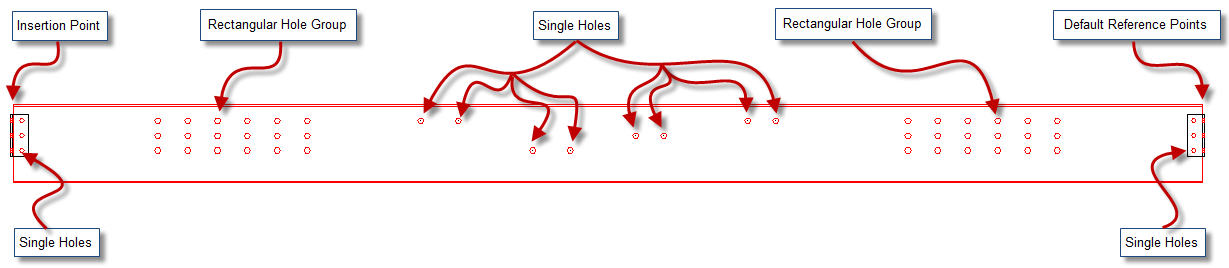 Insertion Point
Rectangular Hole Group
Single Holes
Rectangular Hole Group
Default Reference Points
Single Holes
Single Holes